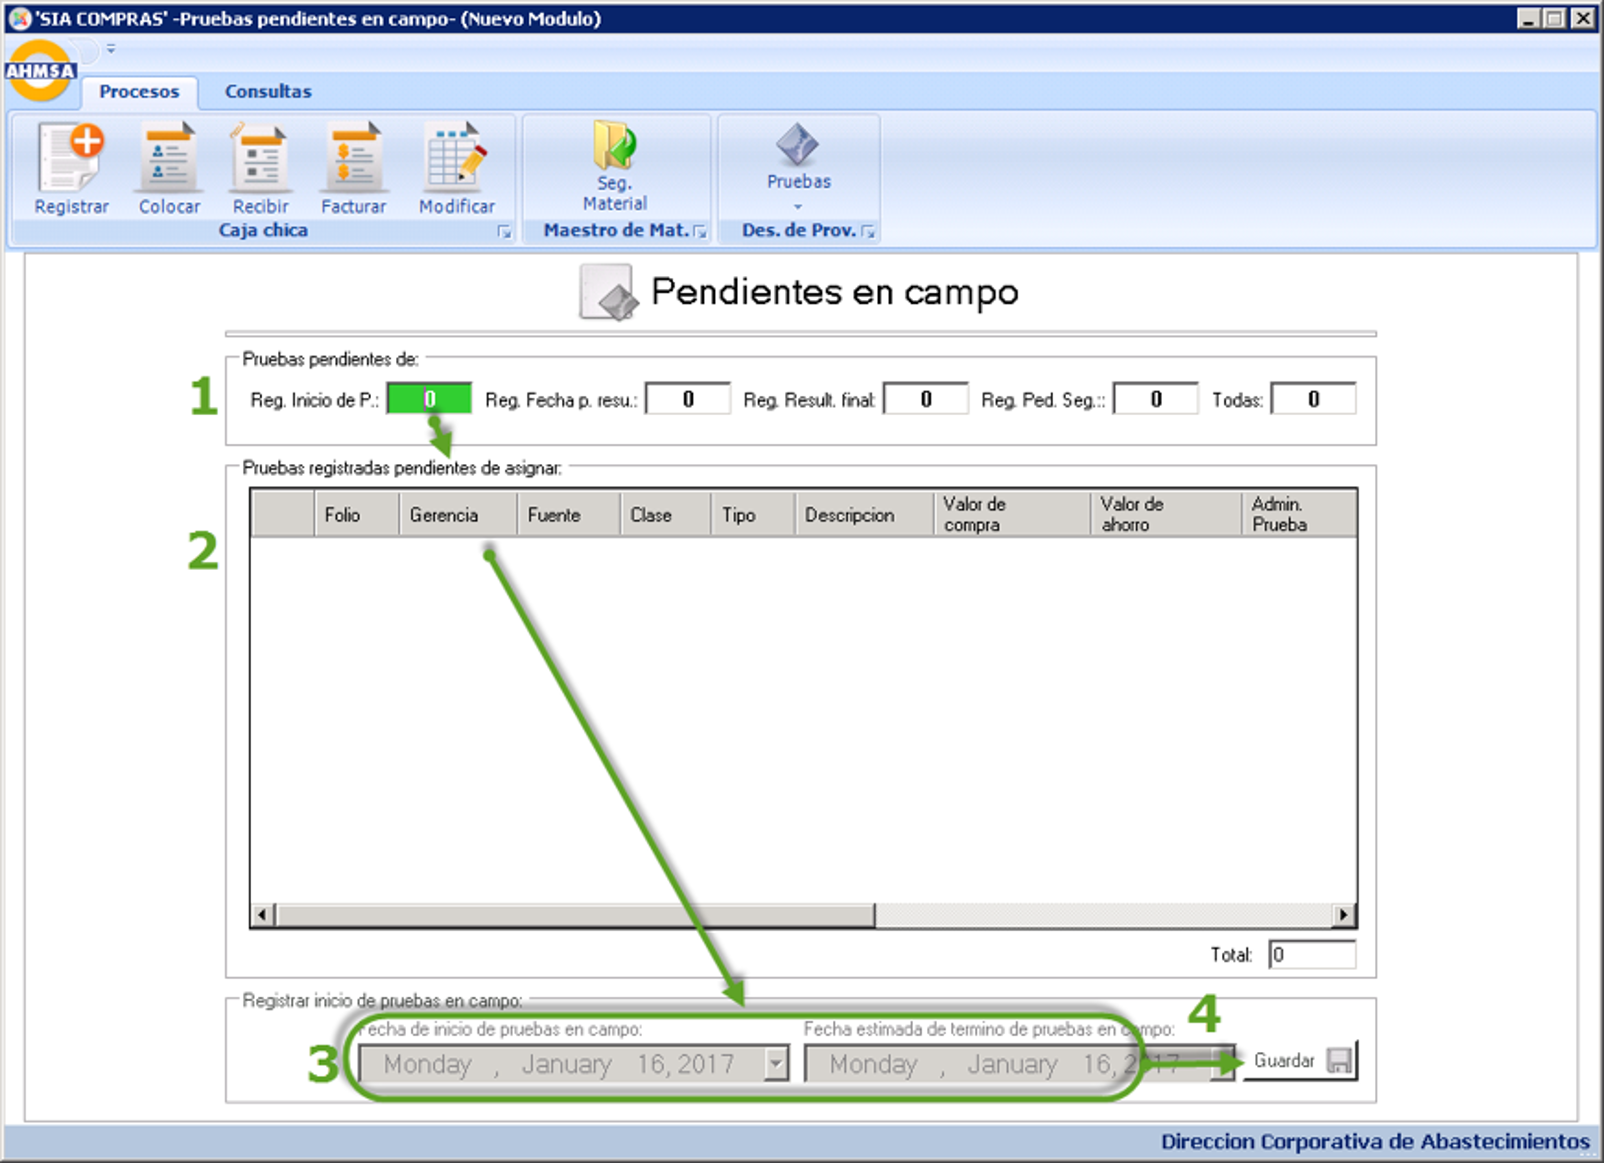 'SIA COMPRAS' -Pruebas pendientes en campo- (Nuevo Modulo)
AHMSA
Procesos Consultas
Registrar Colocar Recibir Facturar Modificar
Seg.
Material
Pruebas
Caja chica Maestro de Mat. Des. de Prov.
Pendientes en campo
Pruebas pendientes de:
1
Reg. Inicio de P.: 0 Reg. Fecha p. resu.: 0 Reg. Result. final: 0 Reg. Ped. Seg.:: 0 Todas: 0
Pruebas registradas pendientes de asignar:
Folio Gerencia Fuente Clase Tipo Descripcion Valor de compra Valor de ahorro Admin. Prueba
2
Total: 0
Registrar inicio de pruebas en campo:
Fecha de inicio de pruebas en campo: Fecha estimada de termino de pruebas en campo:
4
3
Monday , January 16, 2017 Monday , January 16, 2017 Guardar
Direccion Corporativa de Abastecimientos